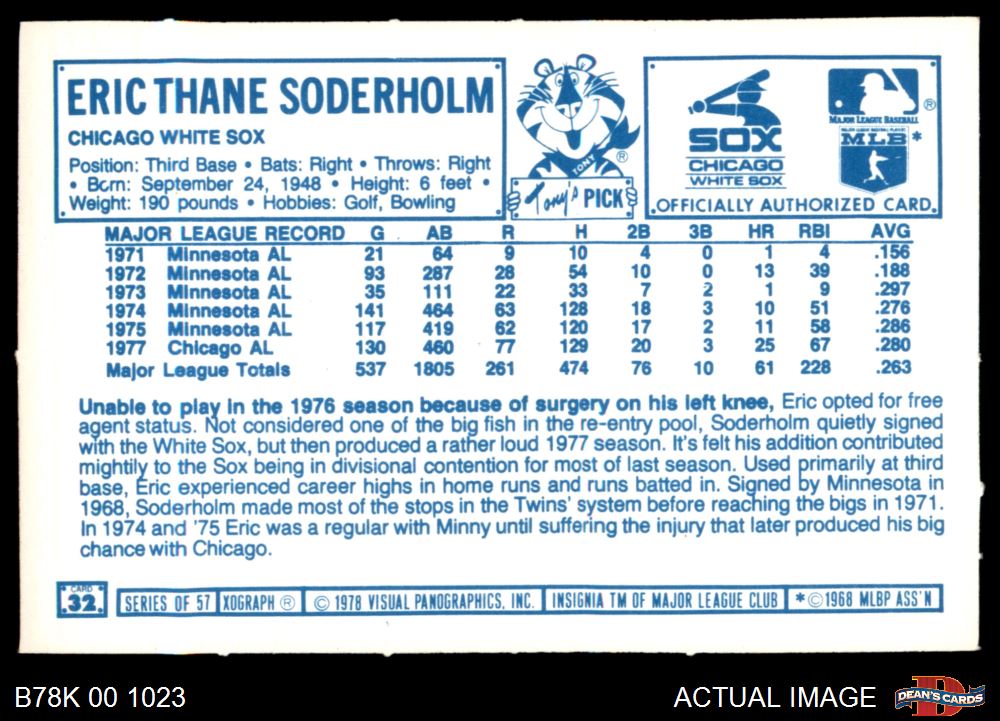 ERIC THANE SODERHOLM
CHICAGO WHITE SOX
Position: Third Base • Bats: Right • Throws: Right
• Born: September 24, 1948 • Height: 6 feet •
Weight: 190 pounds • Hobbies: Golf, Bowling
TONY ®
Tony's PICK
SOX
CHICAGO
WHITE SOX
®
MAJOR LEAGUE BASEBALL
MAJOR LEAGUE BASEBALL PLAYERS
MLB *
OFFICIALLY AUTHORIZED CARD
MAJOR LEAGUE RECORD G AB R H 2B 3B HR RBI AVG
1971 Minnesota AL 21 64 9 10 4 0 1 4 .156
1972 Minnesota AL 93 287 28 54 10 0 13 39 .188
1973 Minnesota AL 35 111 22 33 7 2 1 9 .297
1974 Minnesota AL 141 464 63 128 18 3 10 51 .276
1975 Minnesota AL 117 419 62 120 17 2 11 58 .286
1977 Chicago AL 130 460 77 129 20 3 25 67 .280
Major League Totals 537 1805 261 474 76 10 61 228 .263
Unable to play in the 1976 season because of surgery on his left knee, Eric opted for free
agent status. Not considered one of the big fish in the re-entry pool, Soderholm quietly signed
with the White Sox, but then produced a rather loud 1977 season. It's felt his addition contributed
mightily to the Sox being in divisional contention for most of last season. Used primarily at third
base, Eric experienced career highs in home runs and runs batted in. Signed by Minnesota in
1968, Soderholm made most of the stops in the Twins' system before reaching the bigs in 1971.
In 1974 and '75 Eric was a regular with Minny until suffering the injury that later produced his big
chance with Chicago.
CARD
32
SERIES OF 57 XOGRAPH ® © 1978 VISUAL PANOGRAPHICS, INC. INSIGNIA TM OF MAJOR LEAGUE CLUB *©1968 MLBP ASS'N
B78K 00 1023
ACTUAL IMAGE
DEAN'S CARDS